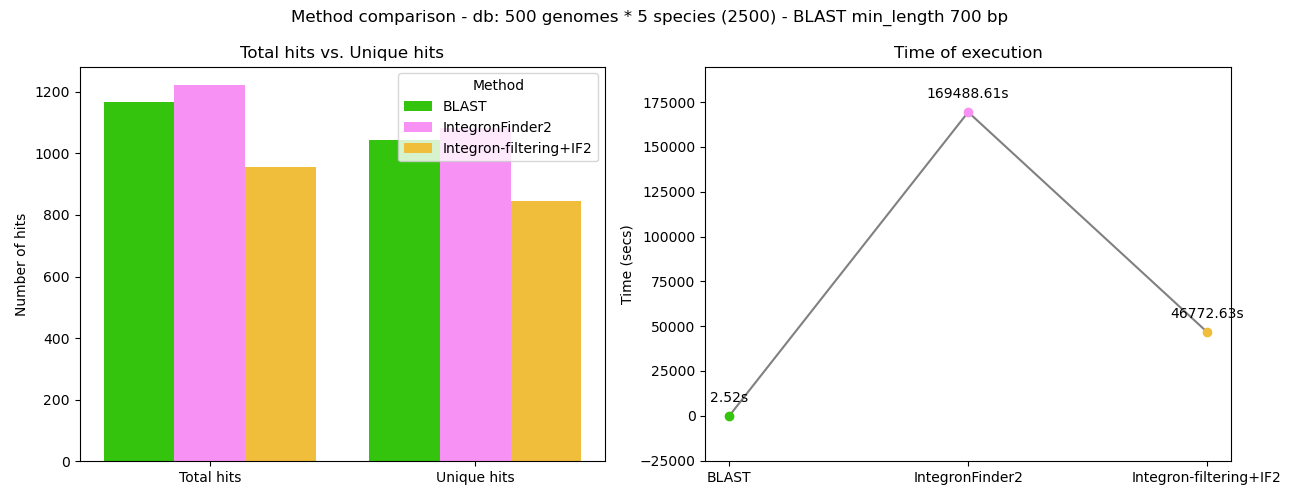 Method comparison - db: 500 genomes * 5 species (2500) - BLAST min_length 700 bp
Total hits vs. Unique hits
Number of hits
1200
1000
800
600
400
200
0
Total hits
Unique hits
Method
BLAST
IntegronFinder2
Integron-filtering+IF2
Time of execution
Time (secs)
175000
150000
125000
100000
75000
50000
25000
0
−25000
169488.61s
46772.63s
2.52s
BLAST
IntegronFinder2
Integron-filtering+IF2